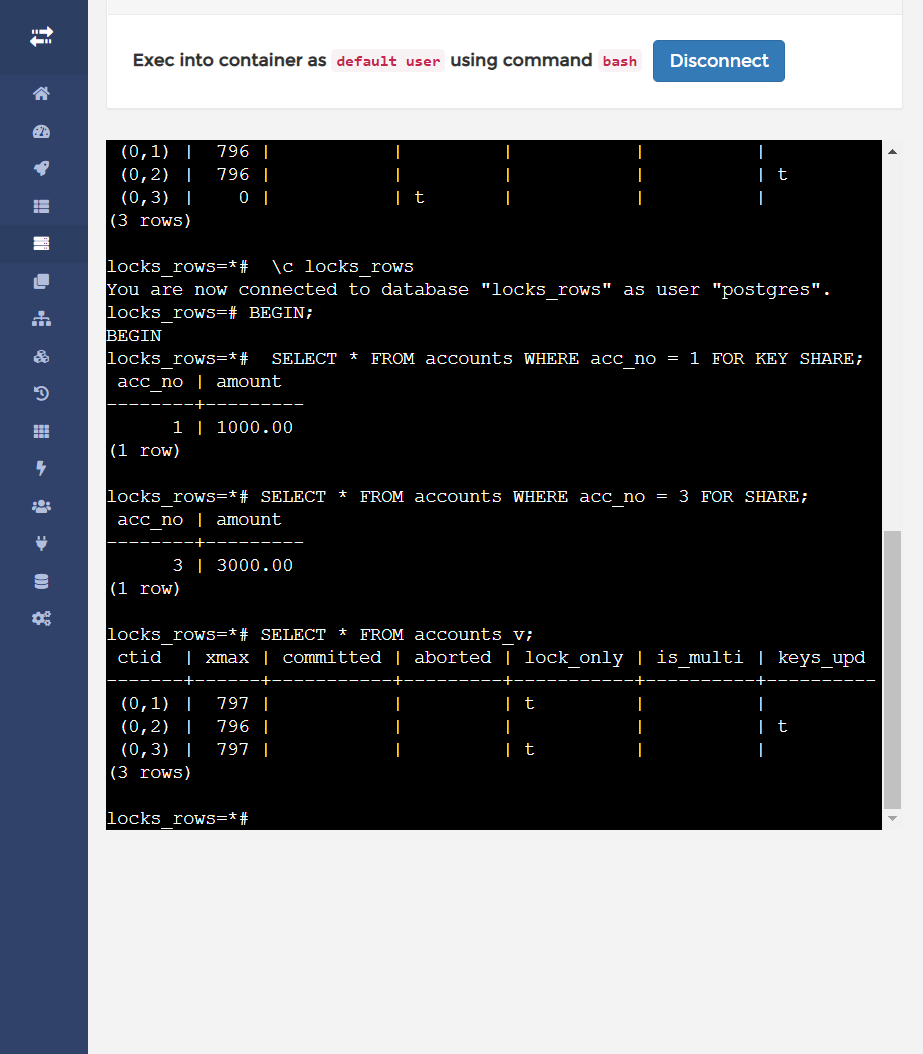 Exec into container as default user using command bash Disconnect
(0,1) | 796 | | | | |
(0,2) | 796 | | | | | t
(0,3) | 0 | | t | | |
(3 rows)
locks_rows=*#  \c locks_rows
You are now connected to database "locks_rows" as user "postgres".
locks_rows=# BEGIN;
BEGIN
locks_rows=*#  SELECT * FROM accounts WHERE acc_no = 1 FOR KEY SHARE;
acc_no | amount
--------+---------
1 | 1000.00
(1 row)
locks_rows=*# SELECT * FROM accounts WHERE acc_no = 3 FOR SHARE;
acc_no | amount
--------+---------
3 | 3000.00
(1 row)
locks_rows=*# SELECT * FROM accounts_v;
ctid | xmax | committed | aborted | lock_only | is_multi | keys_upd
-------+------+-----------+---------+-----------+----------+----------
(0,1) | 797 | | | t | |
(0,2) | 796 | | | | | t
(0,3) | 797 | | | t | |
(3 rows)
locks_rows=*#